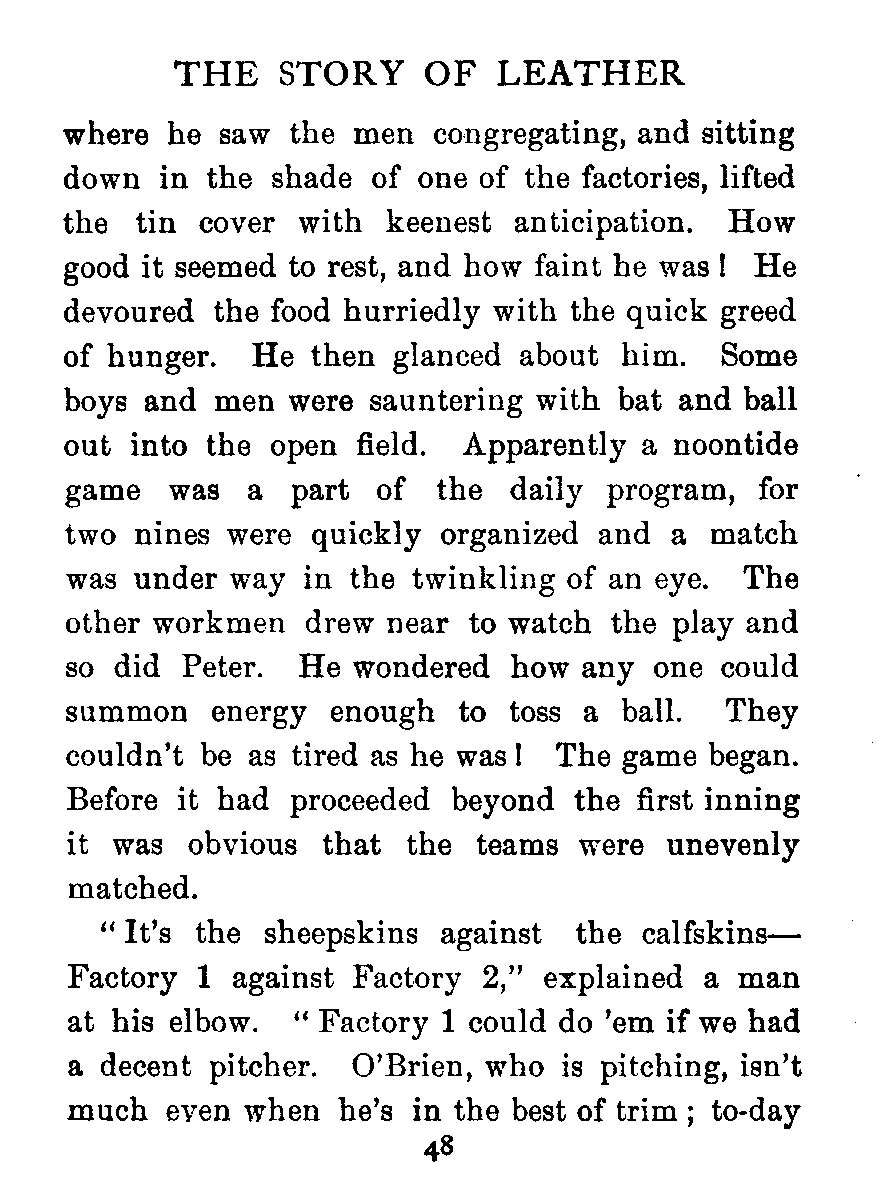 THE STORY OF LEATHER
where he saw the men congregating, and sitting
down in the shade of one of the factories, lifted
the tin cover with keenest anticipation. How
good it seemed to rest, and how faint he was! He
devoured the food hurriedly with the quick greed
of hunger. He then glanced about him. Some
boys and men were sauntering with bat and ball
out into the open field. Apparently a noontide
game was a part of the daily program, for
two nines were quickly organized and a match
was under way in the twinkling of an eye. The
other workmen drew near to watch the play and
so did Peter. He wondered how any one could
summon energy enough to toss a ball. They
couldn't be as tired as he was! The game began.
Before it had proceeded beyond the first inning
it was obvious that the teams were unevenly
matched.
"It's the sheepskins against the calfskins—
Factory 1 against Factory 2," explained a man
at his elbow. "Factory 1 could do 'em if we had
a decent pitcher. O'Brien, who is pitching, isn't
much even when he's in the best of trim; to-day
48